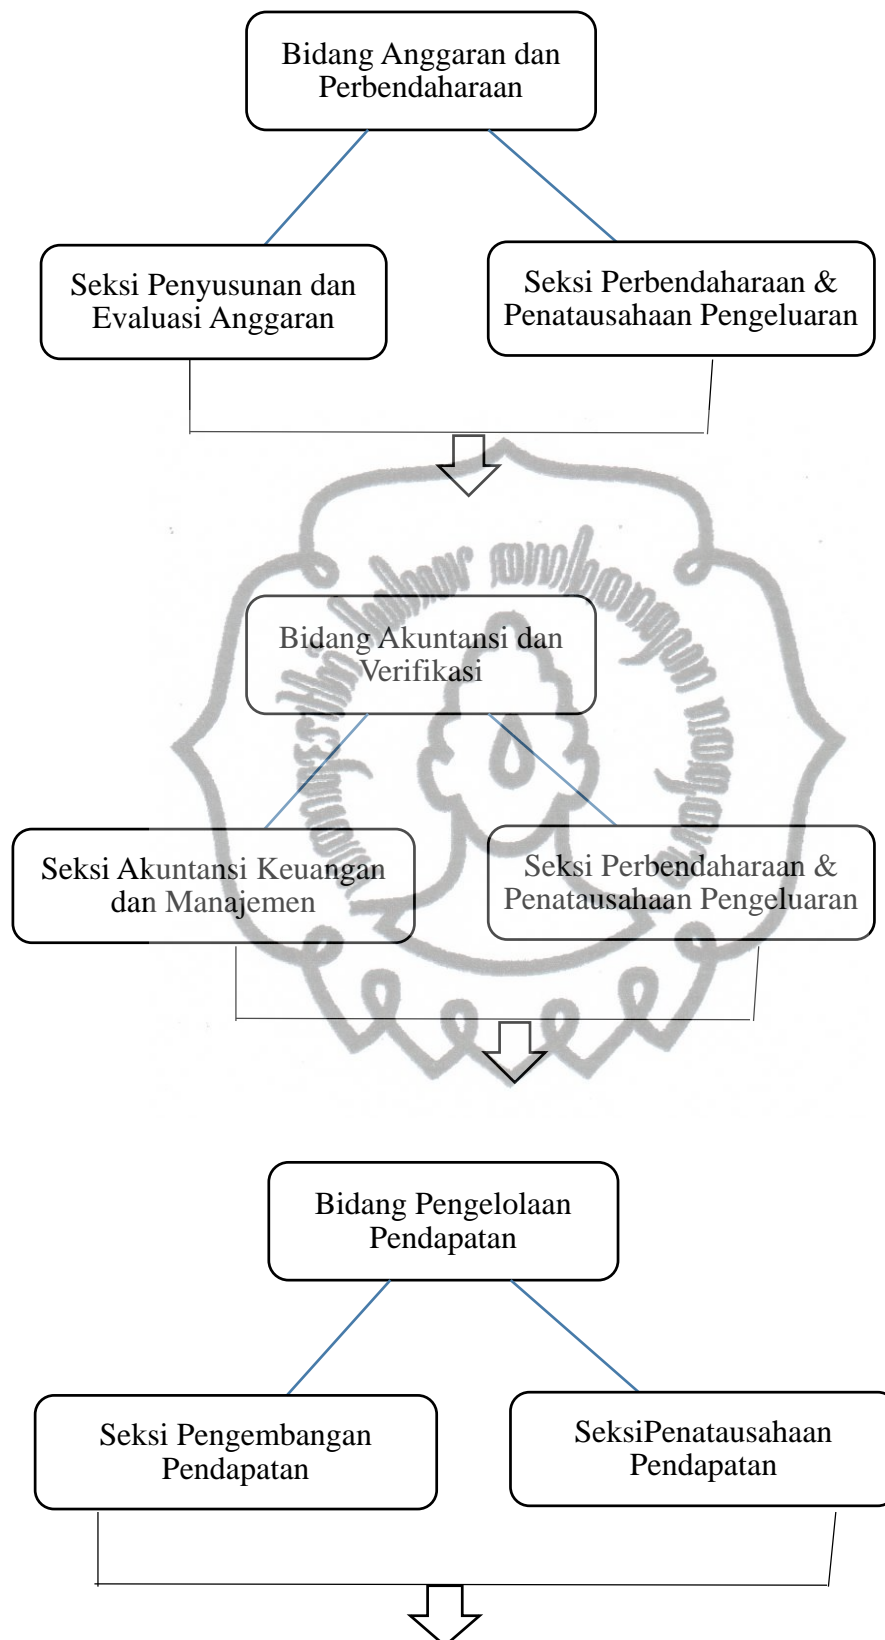 Bidang Anggaran dan
Perbendaharaan
Seksi Penyusunan dan
Evaluasi Anggaran
Seksi Perbendaharaan &
Penatausahaan Pengeluaran
Bidang Akuntansi dan
Verifikasi
Seksi Akuntansi Keuangan
dan Manajemen
Seksi Perbendaharaan &
Penatausahaan Pengeluaran
Bidang Pengelolaan
Pendapatan
Seksi Pengembangan
Pendapatan
SeksiPenatausahaan
Pendapatan